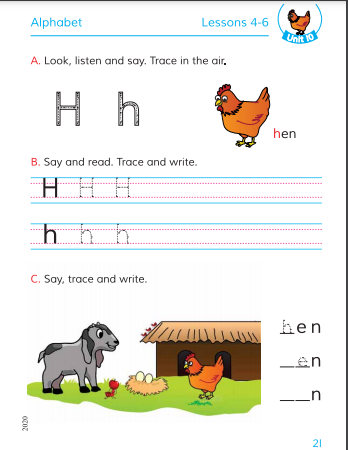 Alphabet Lessons 4-6
Unit 10
A. Look, listen and say. Trace in the air.
H h
hen
B. Say and read. Trace and write.
H H H
h h h
C. Say, trace and write.
hen
_en
__n
2020
21